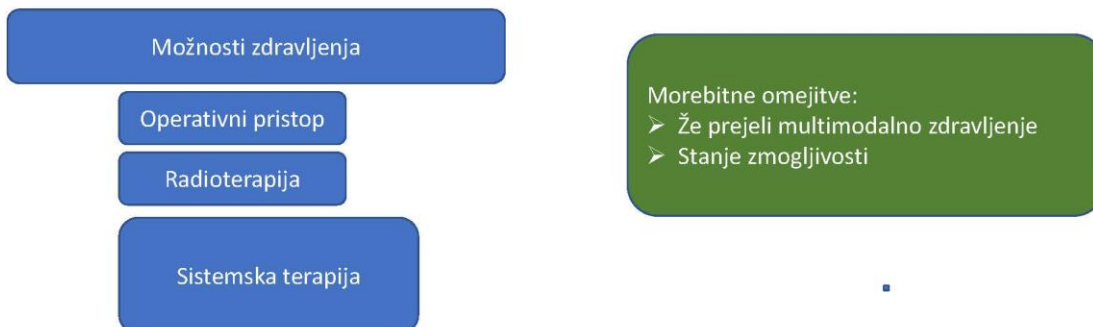 Možnosti zdravljenja
Operativni pristop
Radioterapija
Sistemska terapija
Morebitne omejitve:
➢ Že prejeli multimodalno zdravljenje
➢ Stanje zmogljivosti